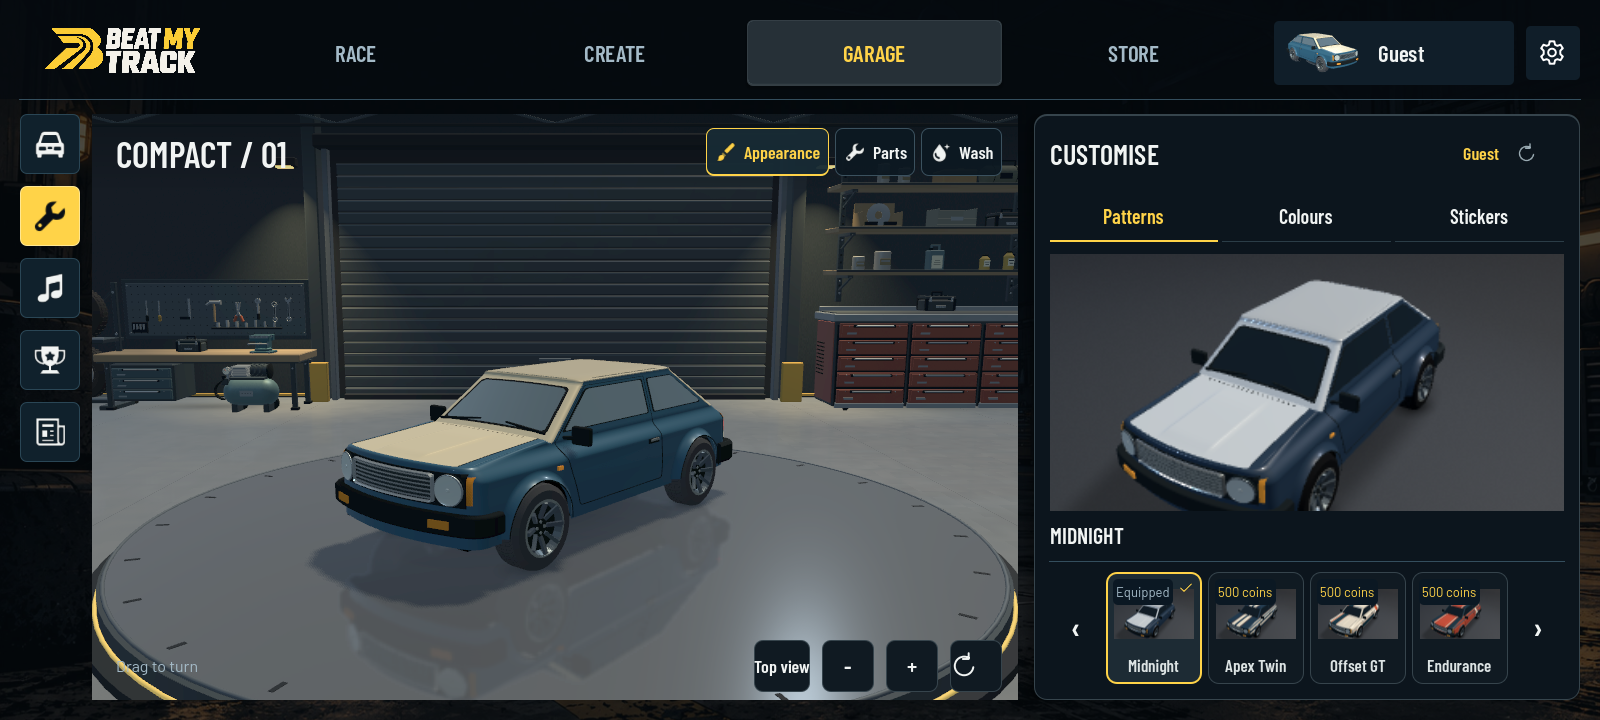 BEAT MY
TRACK
RACE
CREATE
GARAGE
STORE
Guest
COMPACT / 01
Appearance
Parts
Wash
CUSTOMISE
Guest
Patterns
Colours
Stickers
MIDNIGHT
Equipped
500 coins
500 coins
500 coins
‹
Midnight
Apex Twin
Offset GT
Endurance
›
Drag to turn
Top view
-
+